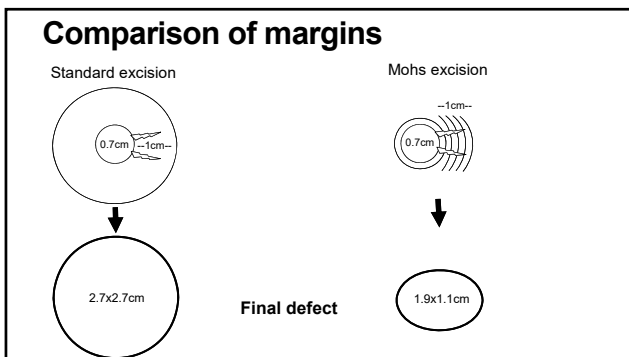 Comparison of margins
Standard excision
Mohs excision
--1cm--
0.7cm
--1cm--
0.7cm
2.7x2.7cm
Final defect
1.9x1.1cm